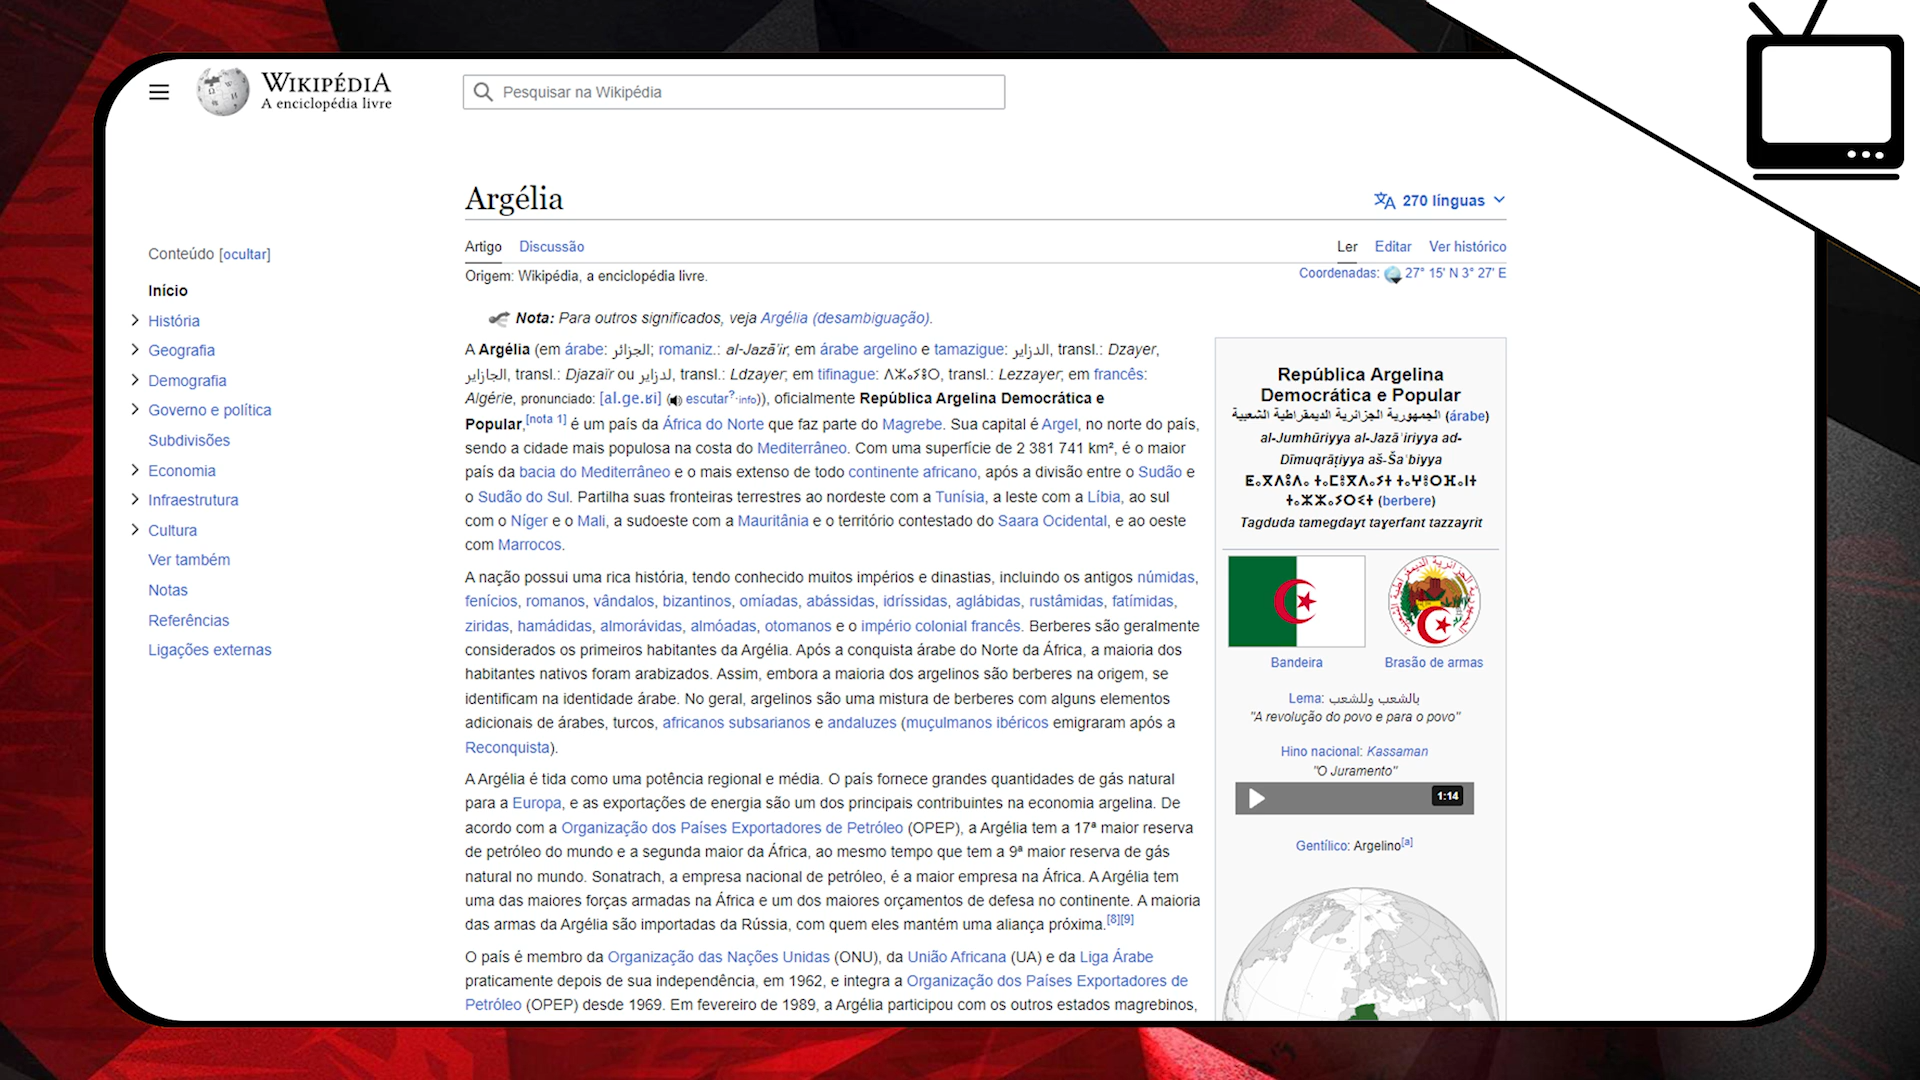 WIKIPÉDIA
A enciclopédia livre
Pesquisar na Wikipédia
Argélia
270 línguas
Artigo Discussão
Ler Editar Ver histórico
Origem: Wikipédia, a enciclopédia livre.
Coordenadas: 27° 15' N 3° 27' E
Conteúdo [ocultar]
Início
História
Geografia
Demografia
Governo e política
Subdivisões
Economia
Infraestrutura
Cultura
Ver também
Notas
Referências
Ligações externas
Nota: Para outros significados, veja Argélia (desambiguação).
A Argélia (em árabe: الجزائر; romaniz.: al-Jazā'ir, em árabe argelino e tamazigue: الدزاير, transl.: Dzayer,
الجازاير, transl.: Djazaïr ou لدزاير, transl.: Ldzayer, em tifinague: ⴷⵣⴰⵢⴻⵔ, transl.: Lezzayer, em francês:
Algérie, pronunciado: [al.ge.ʁi] (escutar?·info)), oficialmente República Argelina Democrática e
Popular,[nota 1] é um país da África do Norte que faz parte do Magrebe. Sua capital é Argel, no norte do país,
sendo a cidade mais populosa na costa do Mediterrâneo. Com uma superfície de 2 381 741 km², é o maior
país da bacia do Mediterrâneo e o mais extenso de todo continente africano, após a divisão entre o Sudão e
o Sudão do Sul. Partilha suas fronteiras terrestres ao nordeste com a Tunísia, a leste com a Líbia, ao sul
com o Níger e o Mali, a sudoeste com a Mauritânia e o território contestado do Saara Ocidental, e ao oeste
com Marrocos.
A nação possui uma rica história, tendo conhecido muitos impérios e dinastias, incluindo os antigos númidas,
fenícios, romanos, vândalos, bizantinos, omíadas, abássidas, idríssidas, aglábidas, rustâmidas, fatímidas,
ziridas, hamádidas, almorávidas, almóadas, otomanos e o império colonial francês. Berberes são geralmente
considerados os primeiros habitantes da Argélia. Após a conquista árabe do Norte da África, a maioria dos
habitantes nativos foram arabizados. Assim, embora a maioria dos argelinos são berberes na origem, se
identificam na identidade árabe. No geral, argelinos são uma mistura de berberes com alguns elementos
adicionais de árabes, turcos, africanos subsarianos e andaluzes (muçulmanos ibéricos emigraram após a
Reconquista).
A Argélia é tida como uma potência regional e média. O país fornece grandes quantidades de gás natural
para a Europa, e as exportações de energia são um dos principais contribuintes na economia argelina. De
acordo com a Organização dos Países Exportadores de Petróleo (OPEP), a Argélia tem a 17ª maior reserva
de petróleo do mundo e a segunda maior da África, ao mesmo tempo que tem a 9ª maior reserva de gás
natural no mundo. Sonatrach, a empresa nacional de petróleo, é a maior empresa na África. A Argélia tem
uma das maiores forças armadas na África e um dos maiores orçamentos de defesa no continente. A maioria
das armas da Argélia são importadas da Rússia, com quem eles mantém uma aliança próxima.[8][9]
O país é membro da Organização das Nações Unidas (ONU), da União Africana (UA) e da Liga Árabe
praticamente depois de sua independência, em 1962, e integra a Organização dos Países Exportadores de
Petróleo (OPEP) desde 1969. Em fevereiro de 1989, a Argélia participou com os outros estados magrebinos,
República Argelina
Democrática e Popular
الجمهورية الجزائرية الديمقراطية الشعبية (árabe)
al-Jumhūriyya al-Jazāʾiriyya ad-
Dīmuqrāṭiyya aš-Šaʿbiyya
ⵜⴰⴳⴷⵓⴷⴰ ⵜⴰⵎⴻⴳⴷⴰⵢⵜ ⵜⴰⵖⴻⵔⴼⴰⵏⵜ
ⵜⴰⵣⵣⴰⵢⵔⵉⵜ (berbere)
Tagduda tamegdayt taɣerfant tazzayrit
Bandeira
Brasão de armas
Lema: بالشعب وللشعب
"A revolução do povo e para o povo"
Hino nacional: Kassaman
"O Juramento"
1:14
Gentílico: Argelino[a]